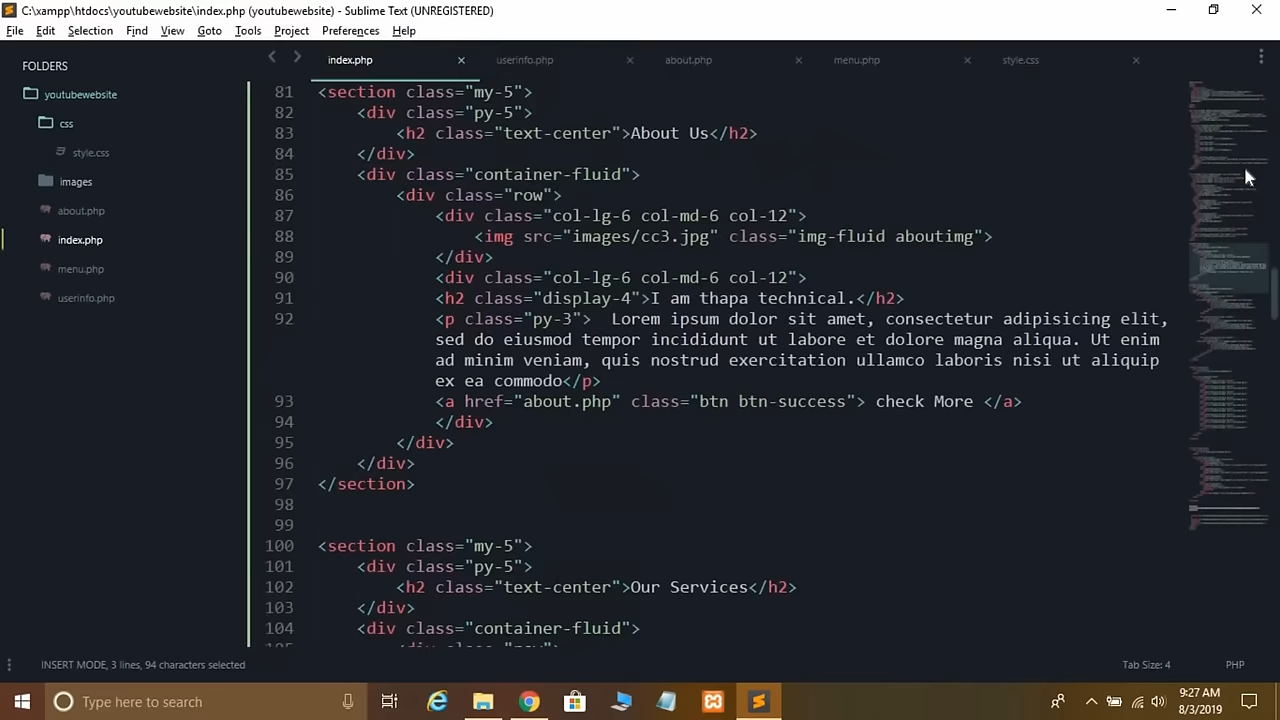 C:\xampp\htdocs\youtubewebsite\index.php (youtubewebsite) - Sublime Text (UNREGISTERED)
File Edit Selection Find View Goto Tools Project Preferences Help
FOLDERS
youtubewebsite
css
style.css
images
about.php
index.php
menu.php
userinfo.php
index.php userinfo.php about.php menu.php style.css
81 <section class="my-5">
82 <div class="py-5">
83 <h2 class="text-center">About Us</h2>
84 </div>
85 <div class="container-fluid">
86 <div class="row">
87 <div class="col-lg-6 col-md-6 col-12">
88 <img src="images/cc3.jpg" class="img-fluid aboutimg">
89 </div>
90 <div class="col-lg-6 col-md-6 col-12">
91 <h2 class="display-4">I am thapa technical.</h2>
92 <p class="py-3">  Lorem ipsum dolor sit amet, consectetur adipisicing elit,
sed do eiusmod tempor incididunt ut labore et dolore magna aliqua. Ut enim
ad minim veniam, quis nostrud exercitation ullamco laboris nisi ut aliquip
ex ea commodo</p>
93 <a href="about.php" class="btn btn-success"> check More </a>
94 </div>
95 </div>
96 </div>
97 </section>
98
99
100 <section class="my-5">
101 <div class="py-5">
102 <h2 class="text-center">Our Services</h2>
103 </div>
104 <div class="container-fluid">
INSERT MODE, 3 lines, 94 characters selected Tab Size: 4 PHP
Type here to search
9:27 AM
8/3/2019